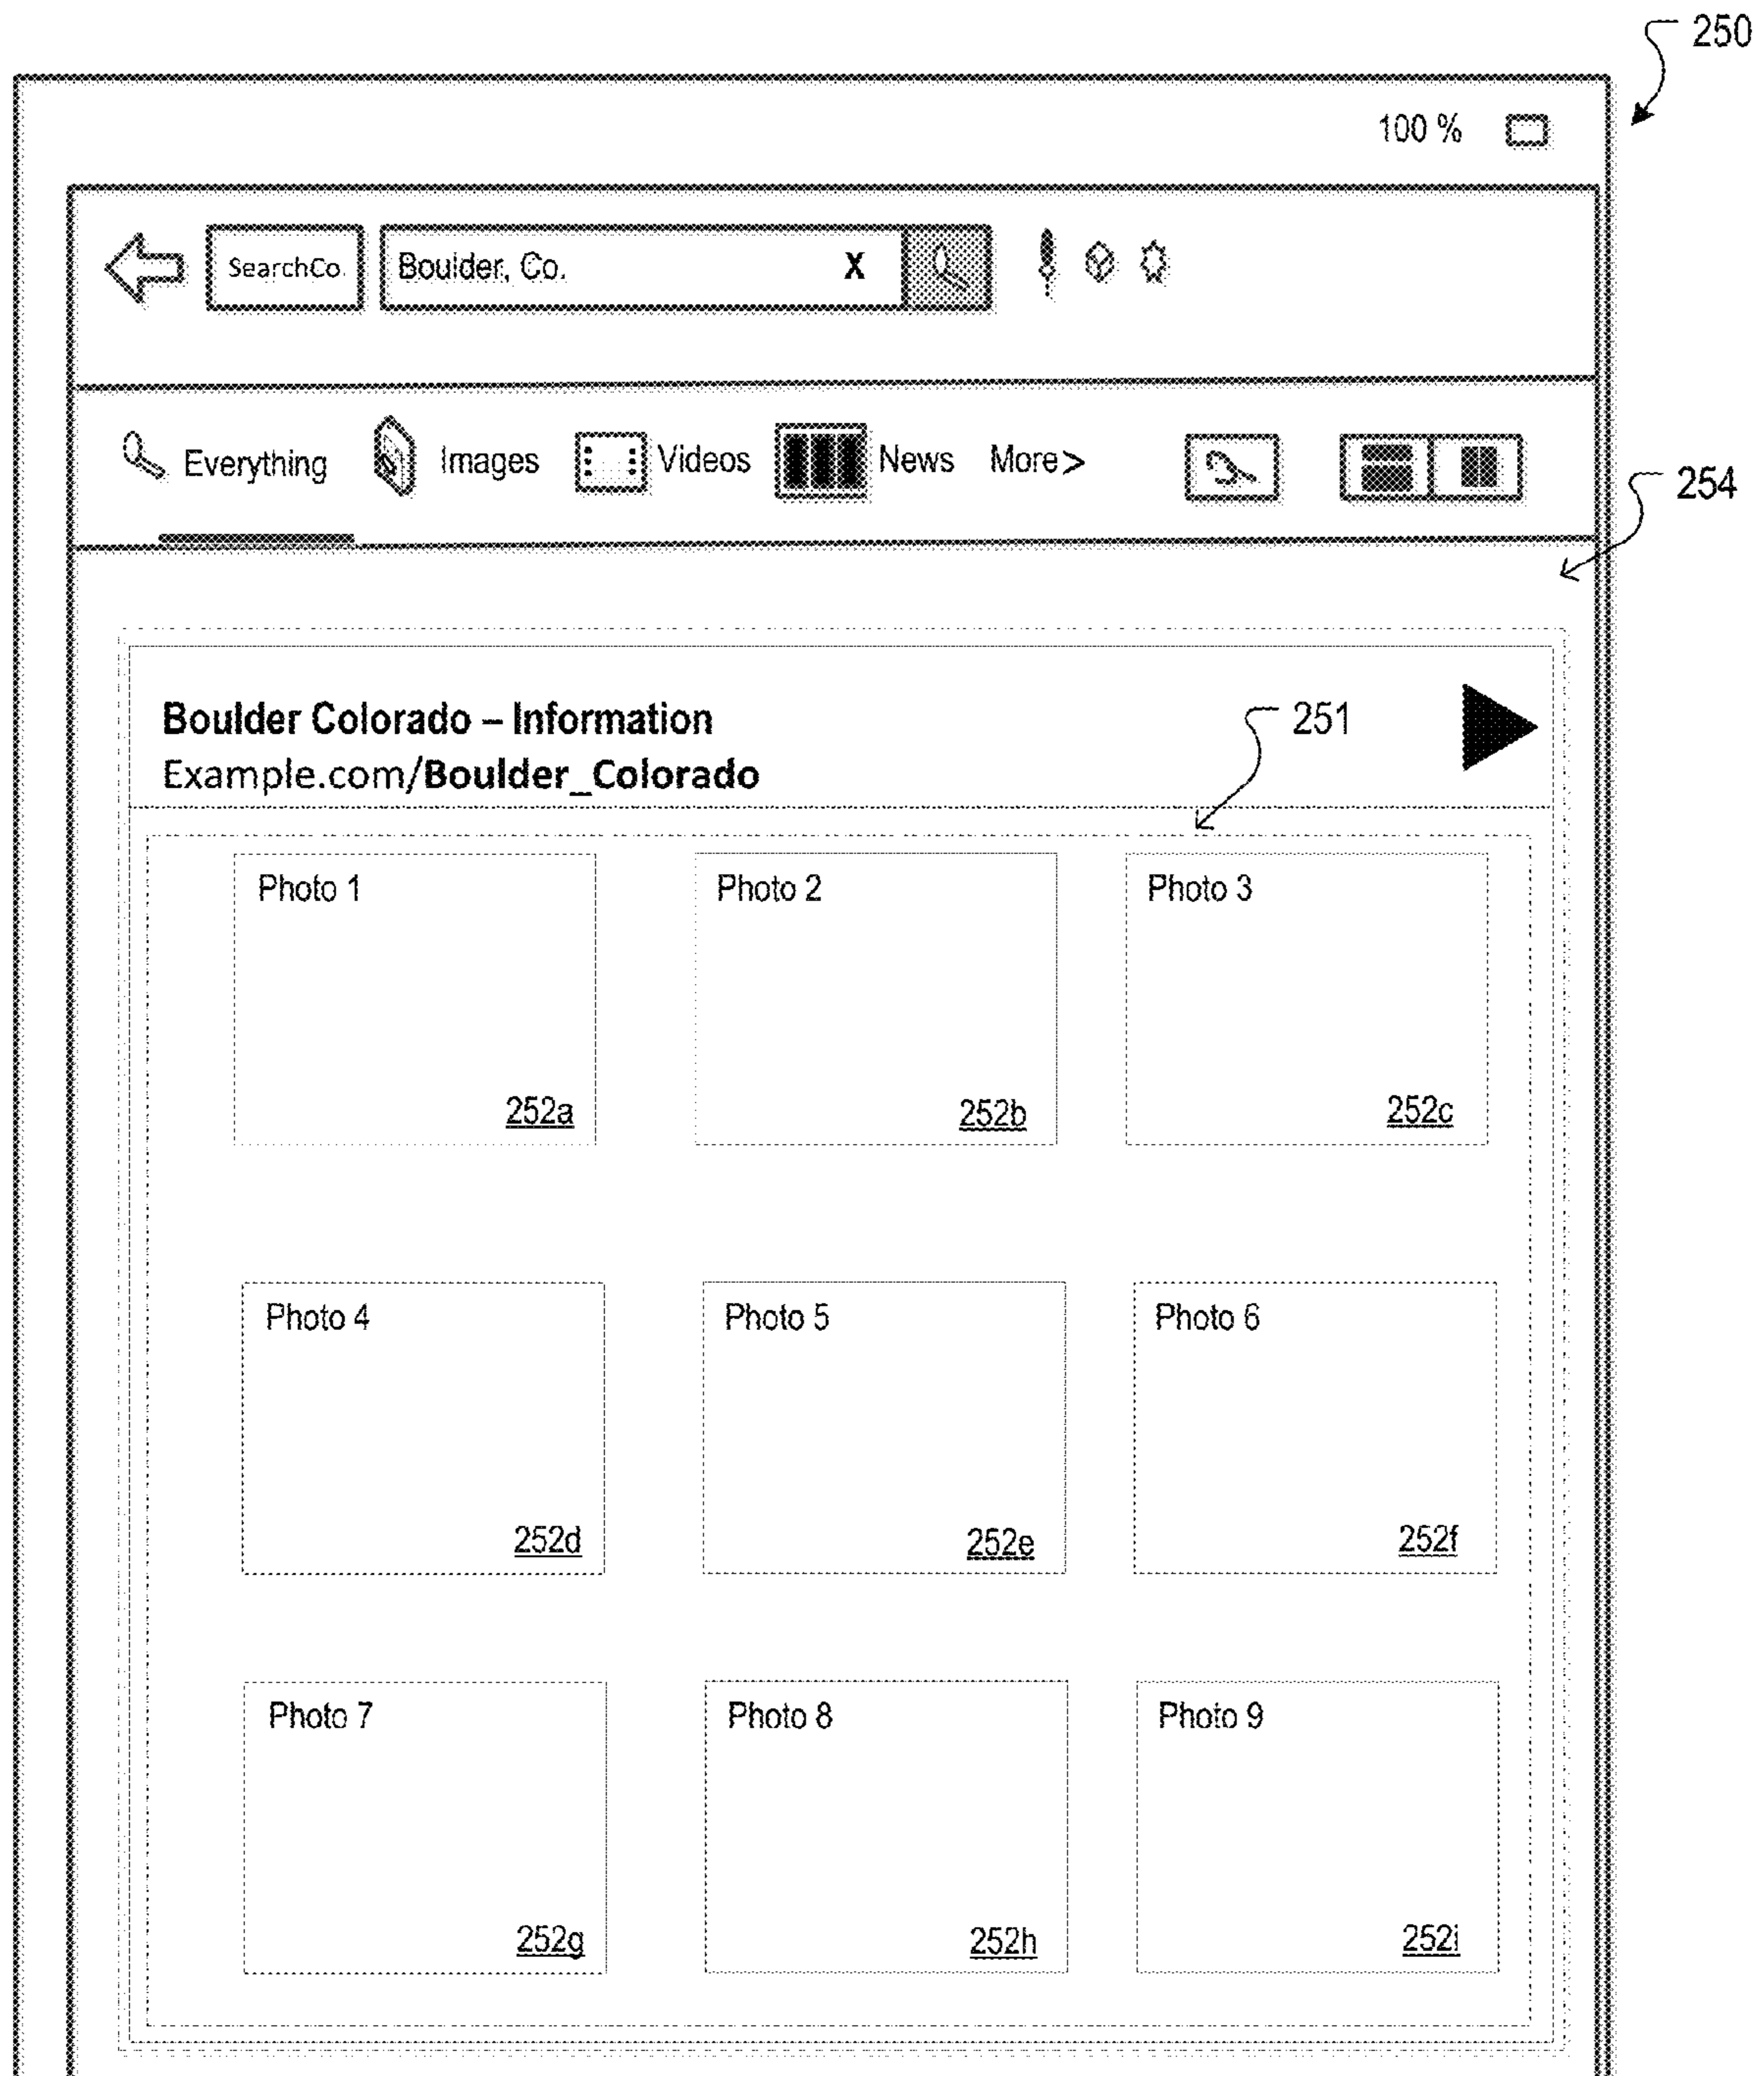 250
100 %
SearchCo.
Boulder, Co. X
Everything Images Videos News More>
254
Boulder Colorado – Information
Example.com/Boulder_Colorado
251
Photo 1 Photo 2 Photo 3
252a 252b 252c
Photo 4 Photo 5 Photo 6
252d 252e 252f
Photo 7 Photo 8 Photo 9
252g 252h 252i